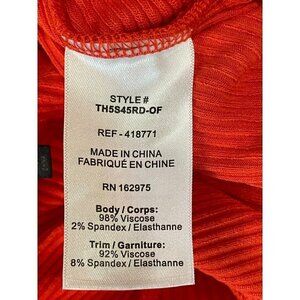 STYLE #
TH5S45RD-OF
REF - 418771
MADE IN CHINA
FABRIQUÉ EN CHINE
RN 162975
Body / Corps:
98% Viscose
2% Spandex / Elasthanne
Trim / Garniture:
92% Viscose
8% Spandex / Elasthanne